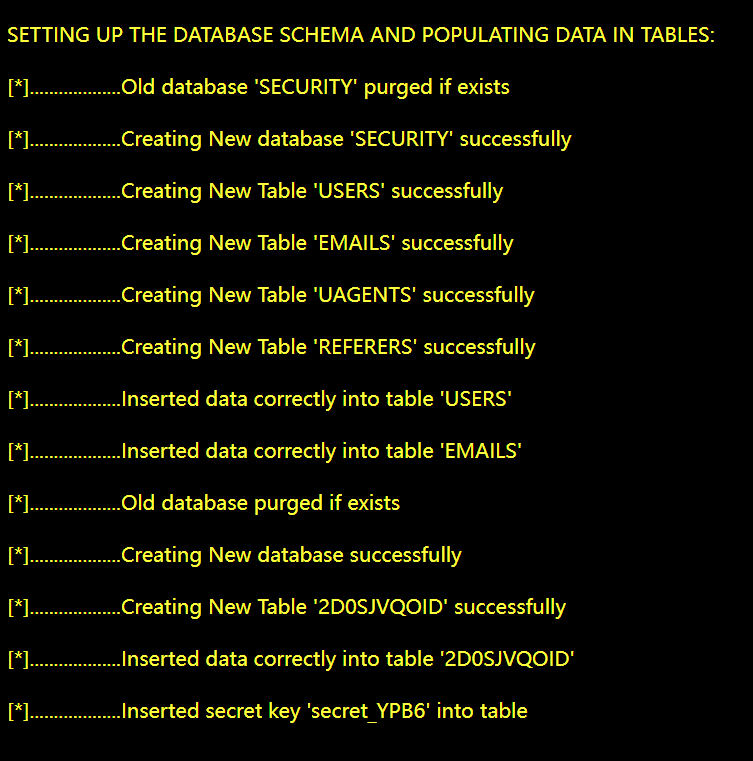 SETTING UP THE DATABASE SCHEMA AND POPULATING DATA IN TABLES:
[*]...................Old database 'SECURITY' purged if exists
[*]...................Creating New database 'SECURITY' successfully
[*]...................Creating New Table 'USERS' successfully
[*]...................Creating New Table 'EMAILS' successfully
[*]...................Creating New Table 'UAGENTS' successfully
[*]...................Creating New Table 'REFERERS' successfully
[*]...................Inserted data correctly into table 'USERS'
[*]...................Inserted data correctly into table 'EMAILS'
[*]...................Old database purged if exists
[*]...................Creating New database successfully
[*]...................Creating New Table '2D0SJVQOID' successfully
[*]...................Inserted data correctly into table '2D0SJVQOID'
[*]...................Inserted secret key 'secret_YPB6' into table